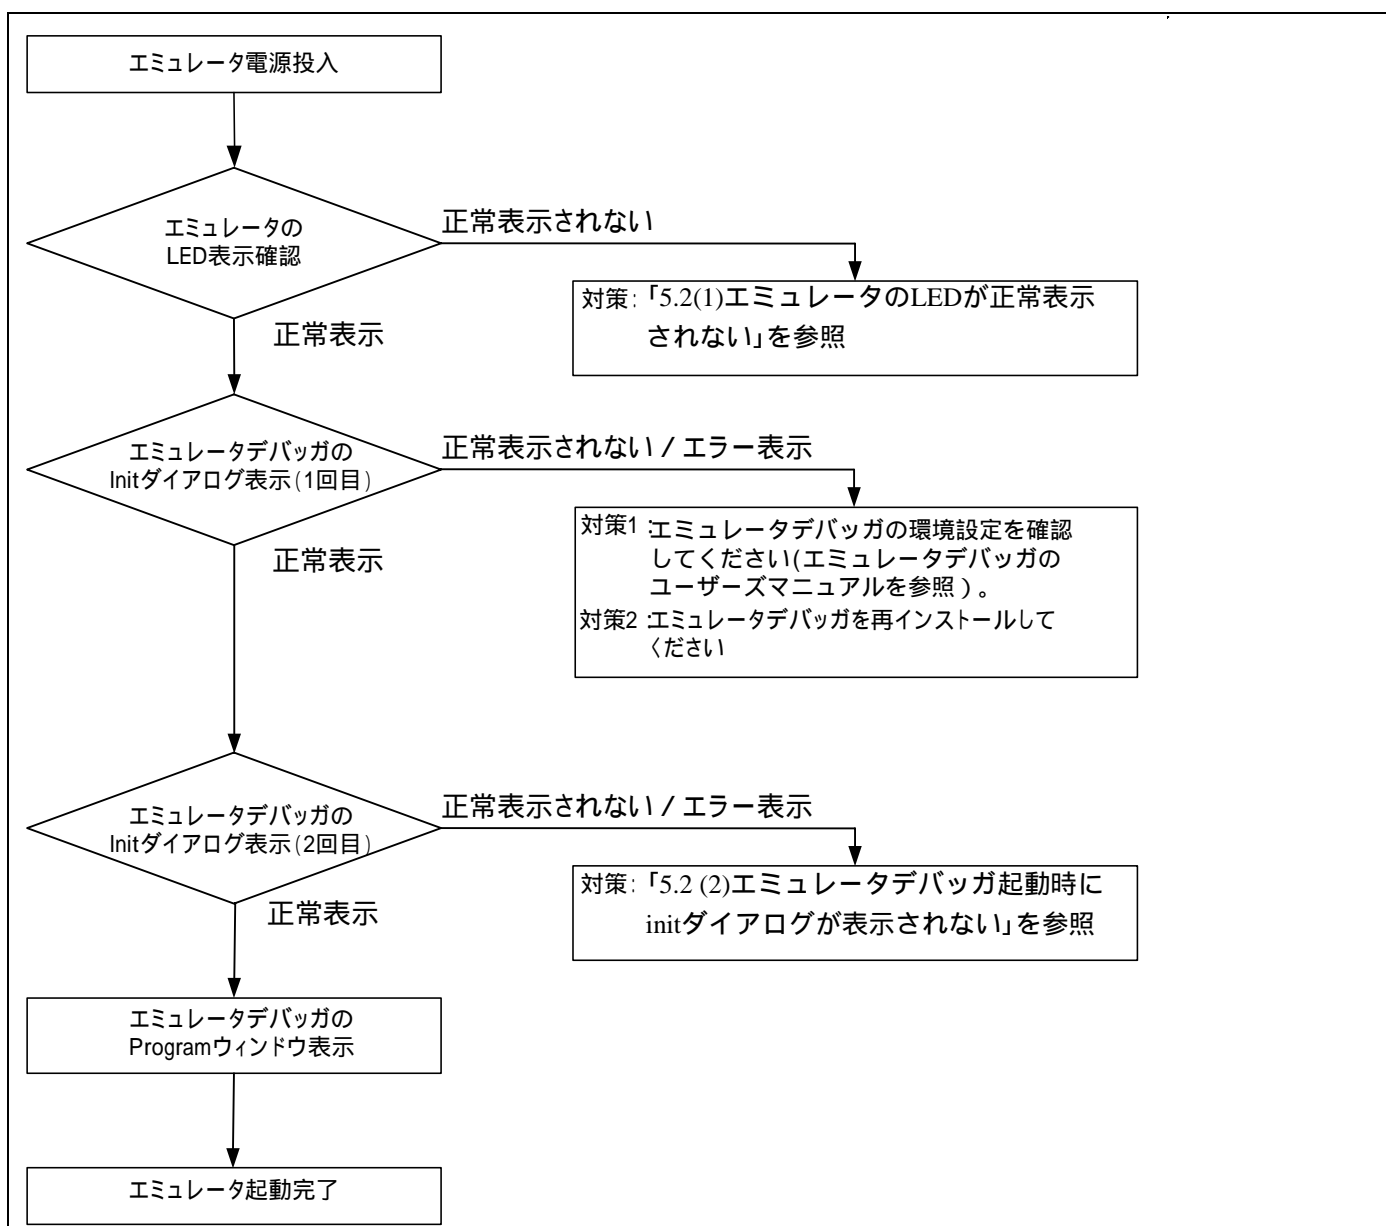 エミュレータ電源投入
エミュレータの
LED表示確認
正常表示されない
対策:「5.2(1)エミュレータのLEDが正常表示
されない」を参照
正常表示
エミュレータデバッガの
Initダイアログ表示(1回目)
正常表示されない / エラー表示
対策1:エミュレータデバッガの環境設定を確認
してください(エミュレータデバッガの
ユーザーズマニュアルを参照)。
対策2:エミュレータデバッガを再インストールして
ください
正常表示
エミュレータデバッガの
Initダイアログ表示(2回目)
正常表示されない / エラー表示
対策:「5.2 (2)エミュレータデバッガ起動時に
initダイアログが表示されない」を参照
正常表示
エミュレータデバッガの
Programウィンドウ表示
エミュレータ起動完了